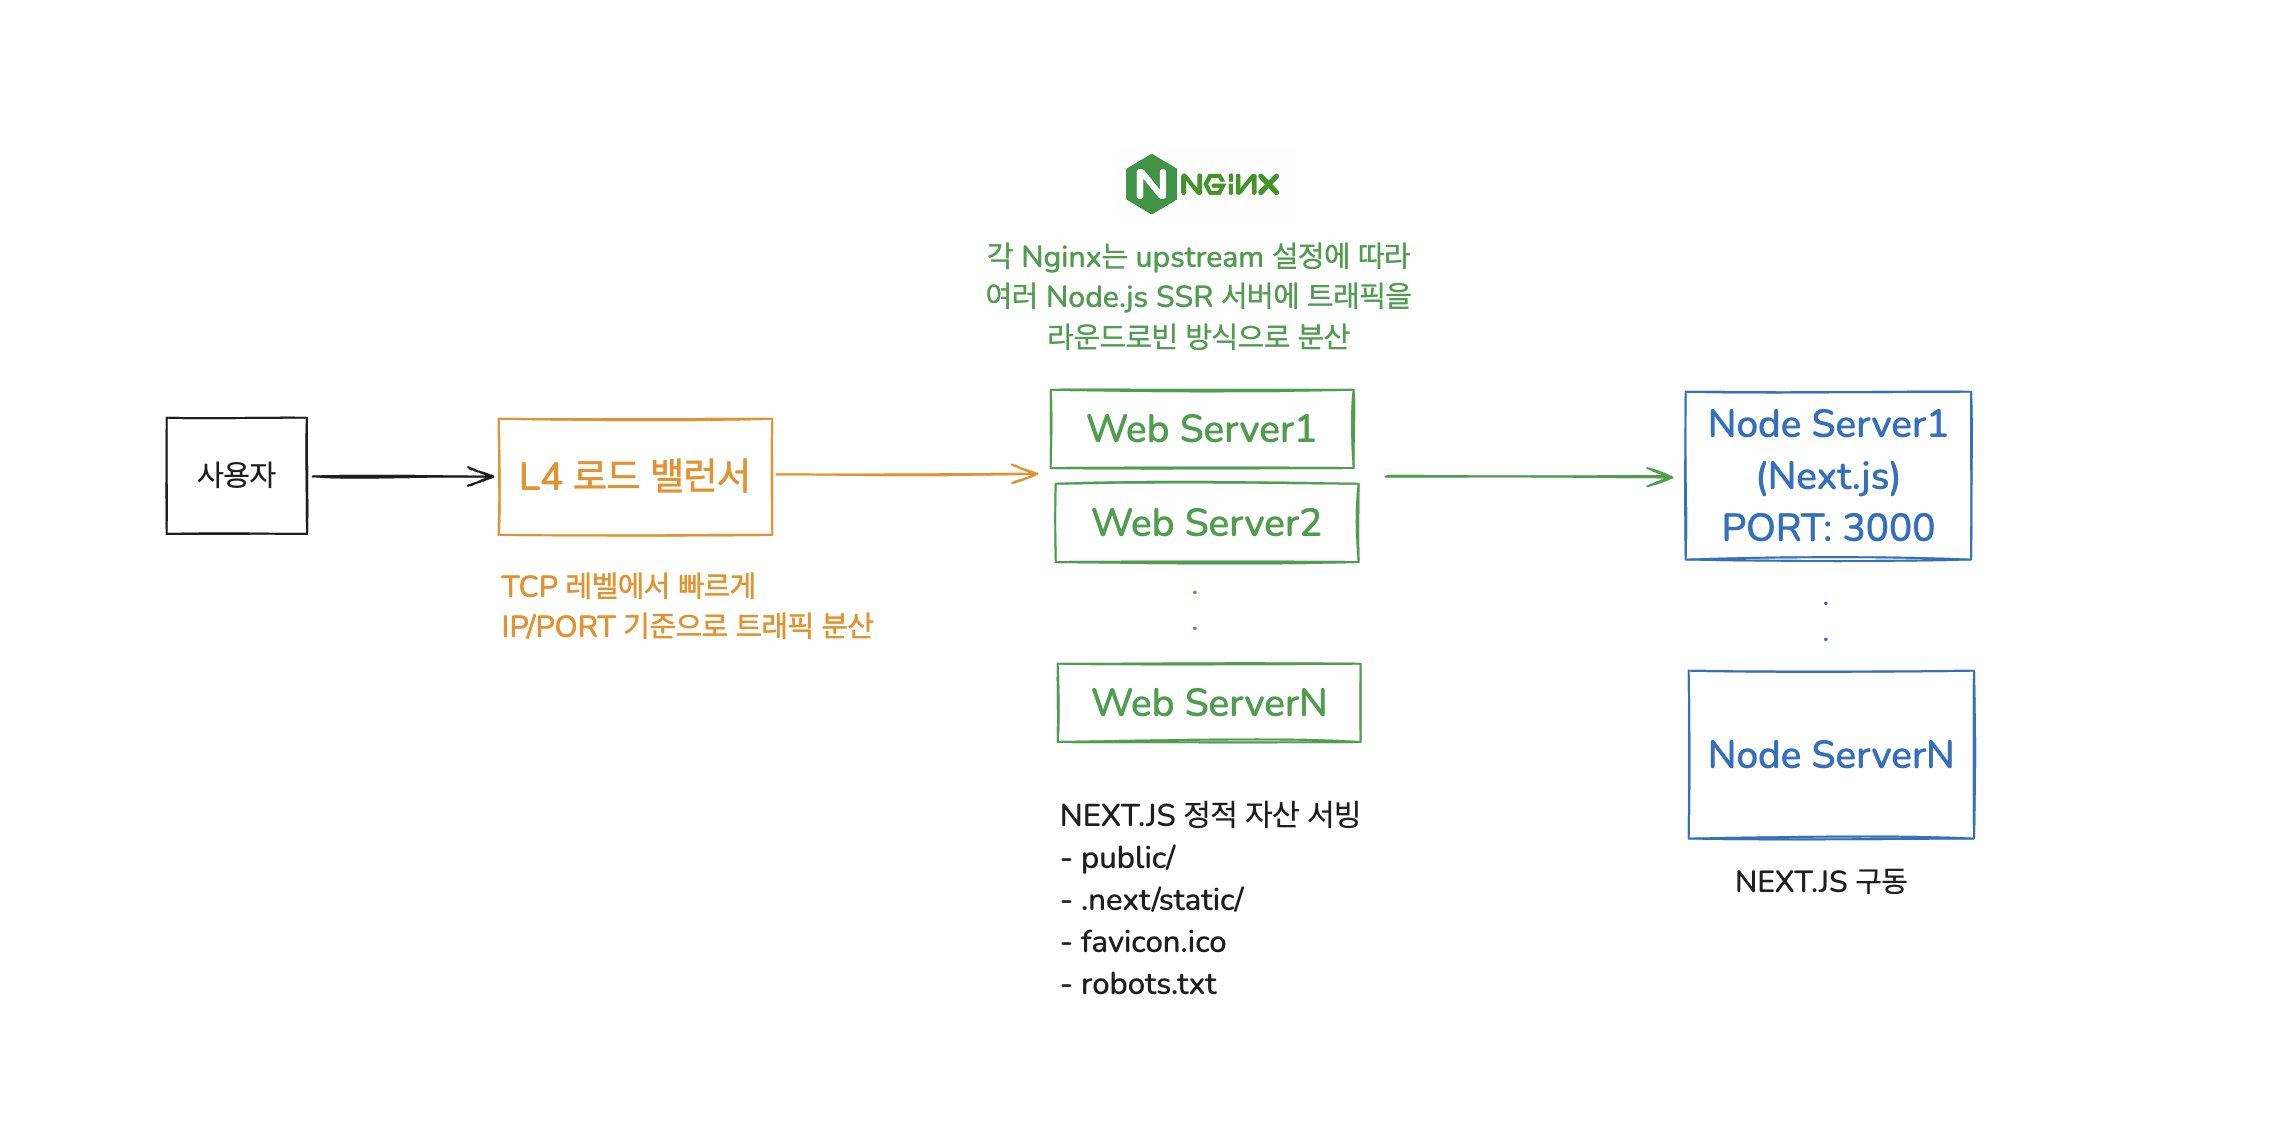 NGINX
각 Nginx는 upstream 설정에 따라
여러 Node.js SSR 서버에 트래픽을
라운드로빈 방식으로 분산
사용자
L4 로드 밸런서
TCP 레벨에서 빠르게
IP/PORT 기준으로 트래픽 분산
Web Server1
Web Server2
.
.
Web ServerN
NEXT.JS 정적 자산 서빙
- public/
- .next/static/
- favicon.ico
- robots.txt
Node Server1
(Next.js)
PORT: 3000
.
.
Node ServerN
NEXT.JS 구동